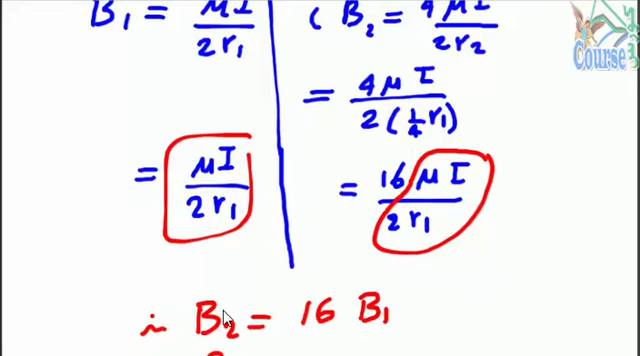 B₁ = μI / 2r₁
( B₂ = 4μI / 2r₂
= 4μI / 2(¼r₁)
= μI / 2r₁
= 16μI / 2r₁
∴ B₂ = 16 B₁
Course